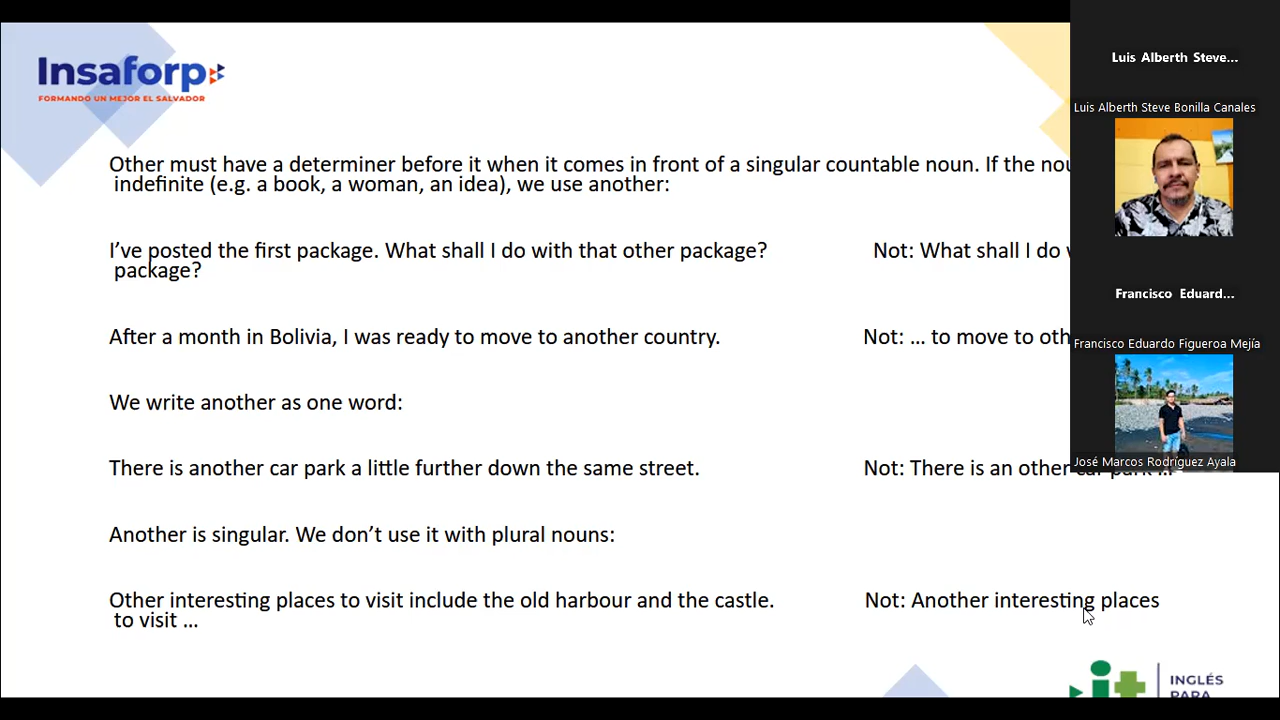 Insaforp
FORMANDO UN MEJOR EL SALVADOR
Other must have a determiner before it when it comes in front of a singular countable noun. If the
indefinite (e.g. a book, a woman, an idea), we use another:
I’ve posted the first package. What shall I do with that other package? Not: What shall I do
package?
After a month in Bolivia, I was ready to move to another country. Not: … to move to
We write another as one word:
There is another car park a little further down the same street. Not: There is an other car park …
Another is singular. We don’t use it with plural nouns:
Other interesting places to visit include the old harbour and the castle. Not: Another interesting places
to visit …
it
INGLÉS
PARA
Luis Alberth Steve...
Luis Alberth Steve Bonilla Canales
Francisco Eduard...
Francisco Eduardo Figueroa Mejía
José Marcos Rodríguez Ayala